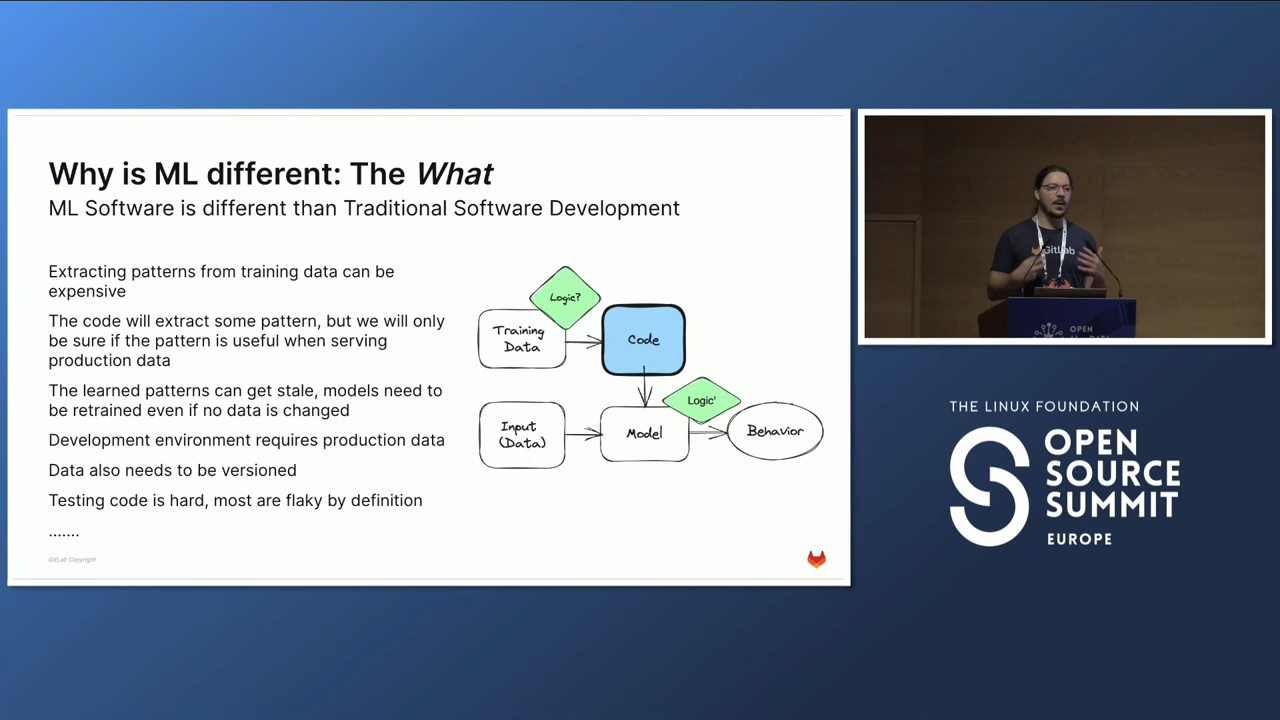 Why is ML different: The What
ML Software is different than Traditional Software Development
Extracting patterns from training data can be
expensive
The code will extract some pattern, but we will only
be sure if the pattern is useful when serving
production data
The learned patterns can get stale, models need to
be retrained even if no data is changed
Development environment requires production data
Data also needs to be versioned
Testing code is hard, most are flaky by definition
.......
GitLab Copyright
Logic?
Training
Data
Code
Logic'
Input
(Data)
Model
Behavior
GitLab
OPEN
THE LINUX FOUNDATION
OPEN
SOURCE
SUMMIT
EUROPE